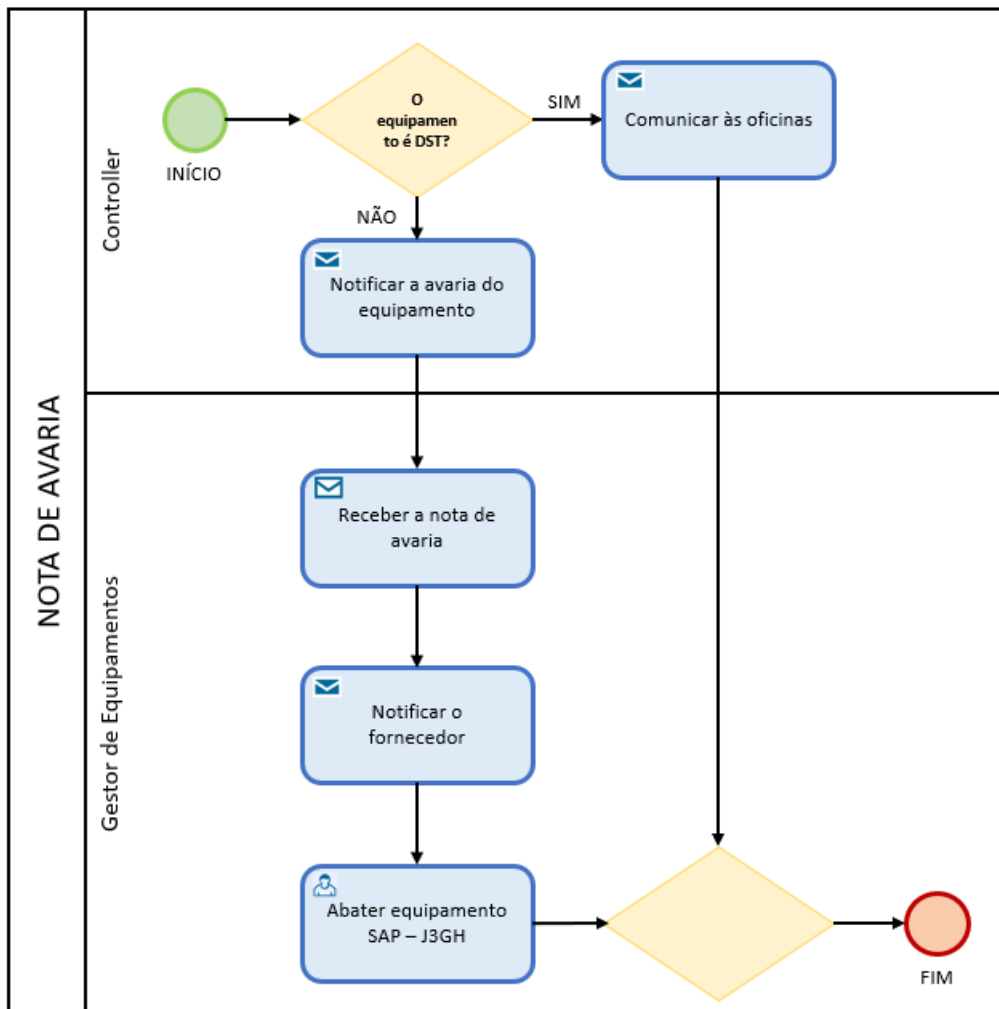 NOTA DE AVARIA
Controller
INÍCIO
O
equipamen
to é DST?
SIM
Comunicar às oficinas
NÃO
Notificar a avaria do
equipamento
Gestor de Equipamentos
Receber a nota de
avaria
Notificar o
fornecedor
Abater equipamento
SAP – J3GH
FIM